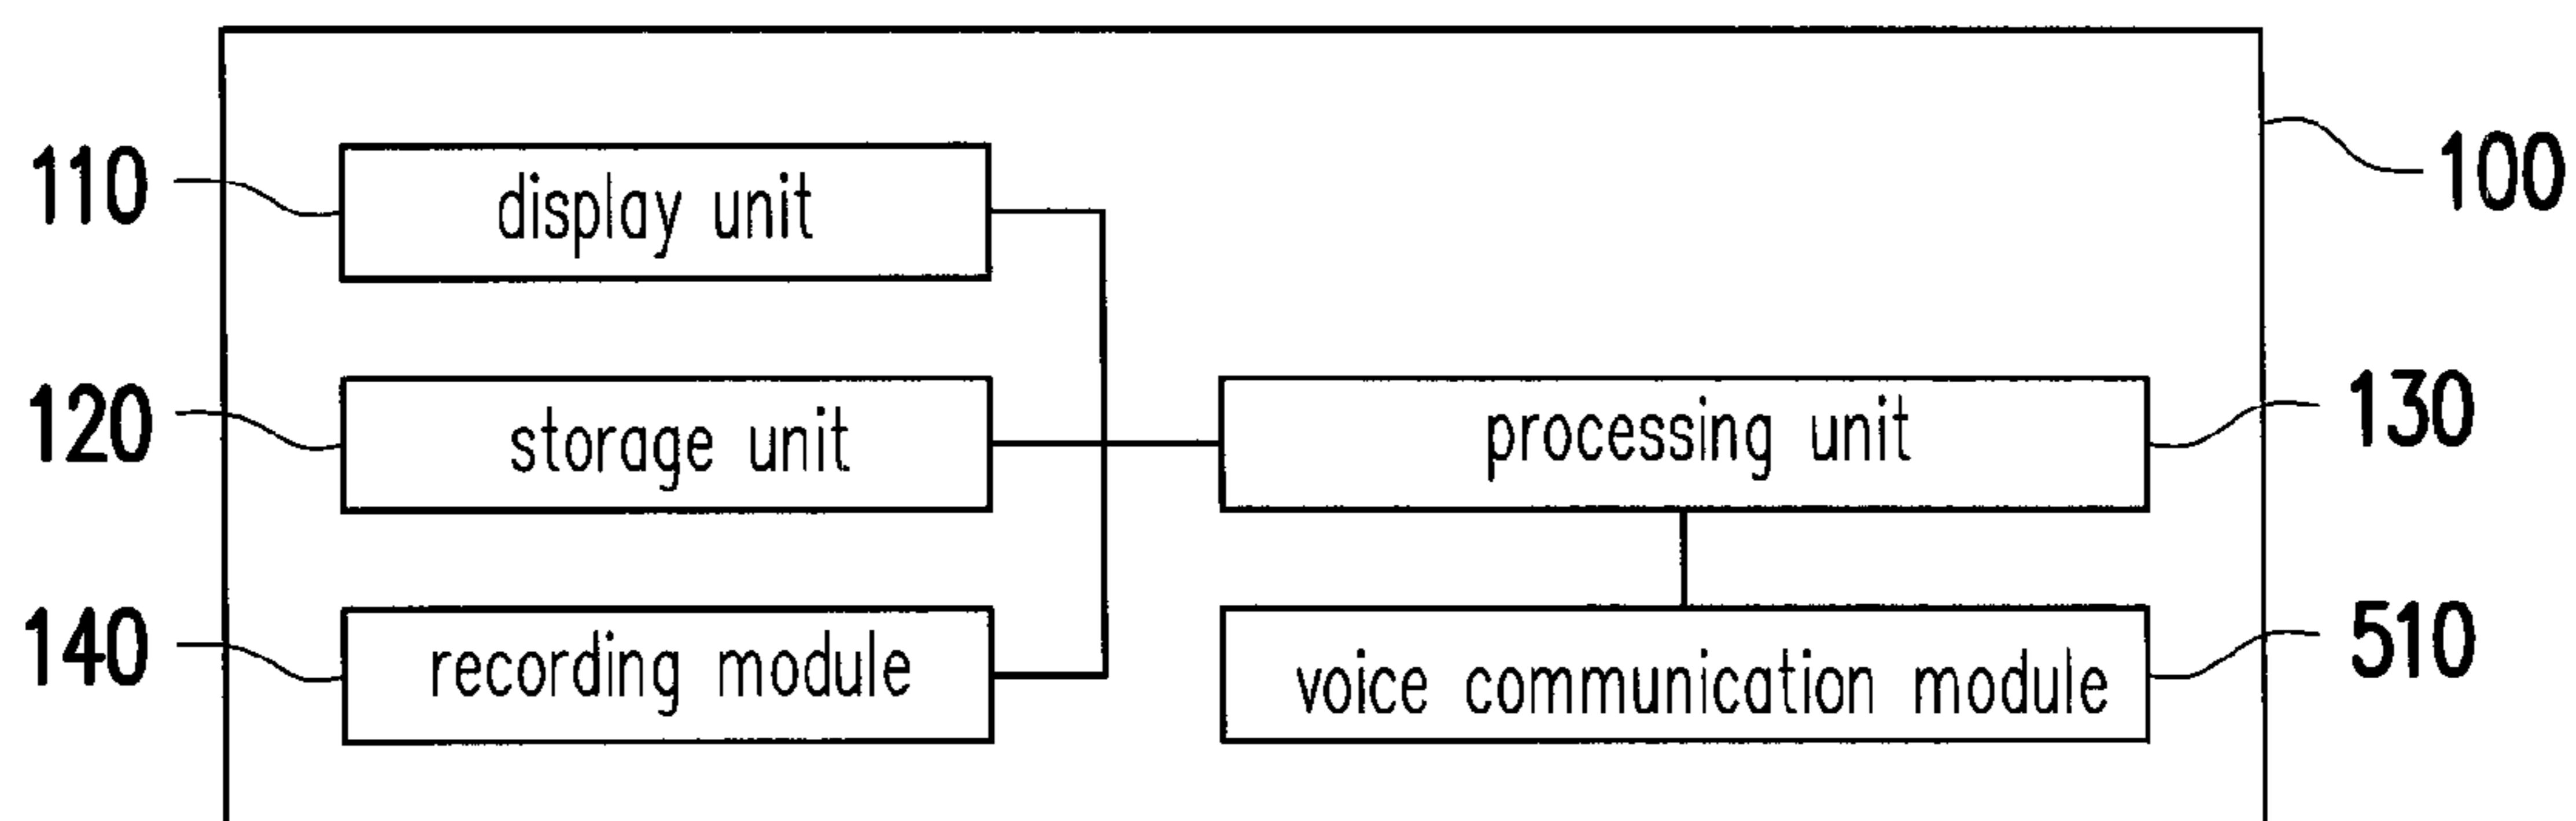 100
110 display unit
120 storage unit processing unit 130
140 recording module voice communication module 510